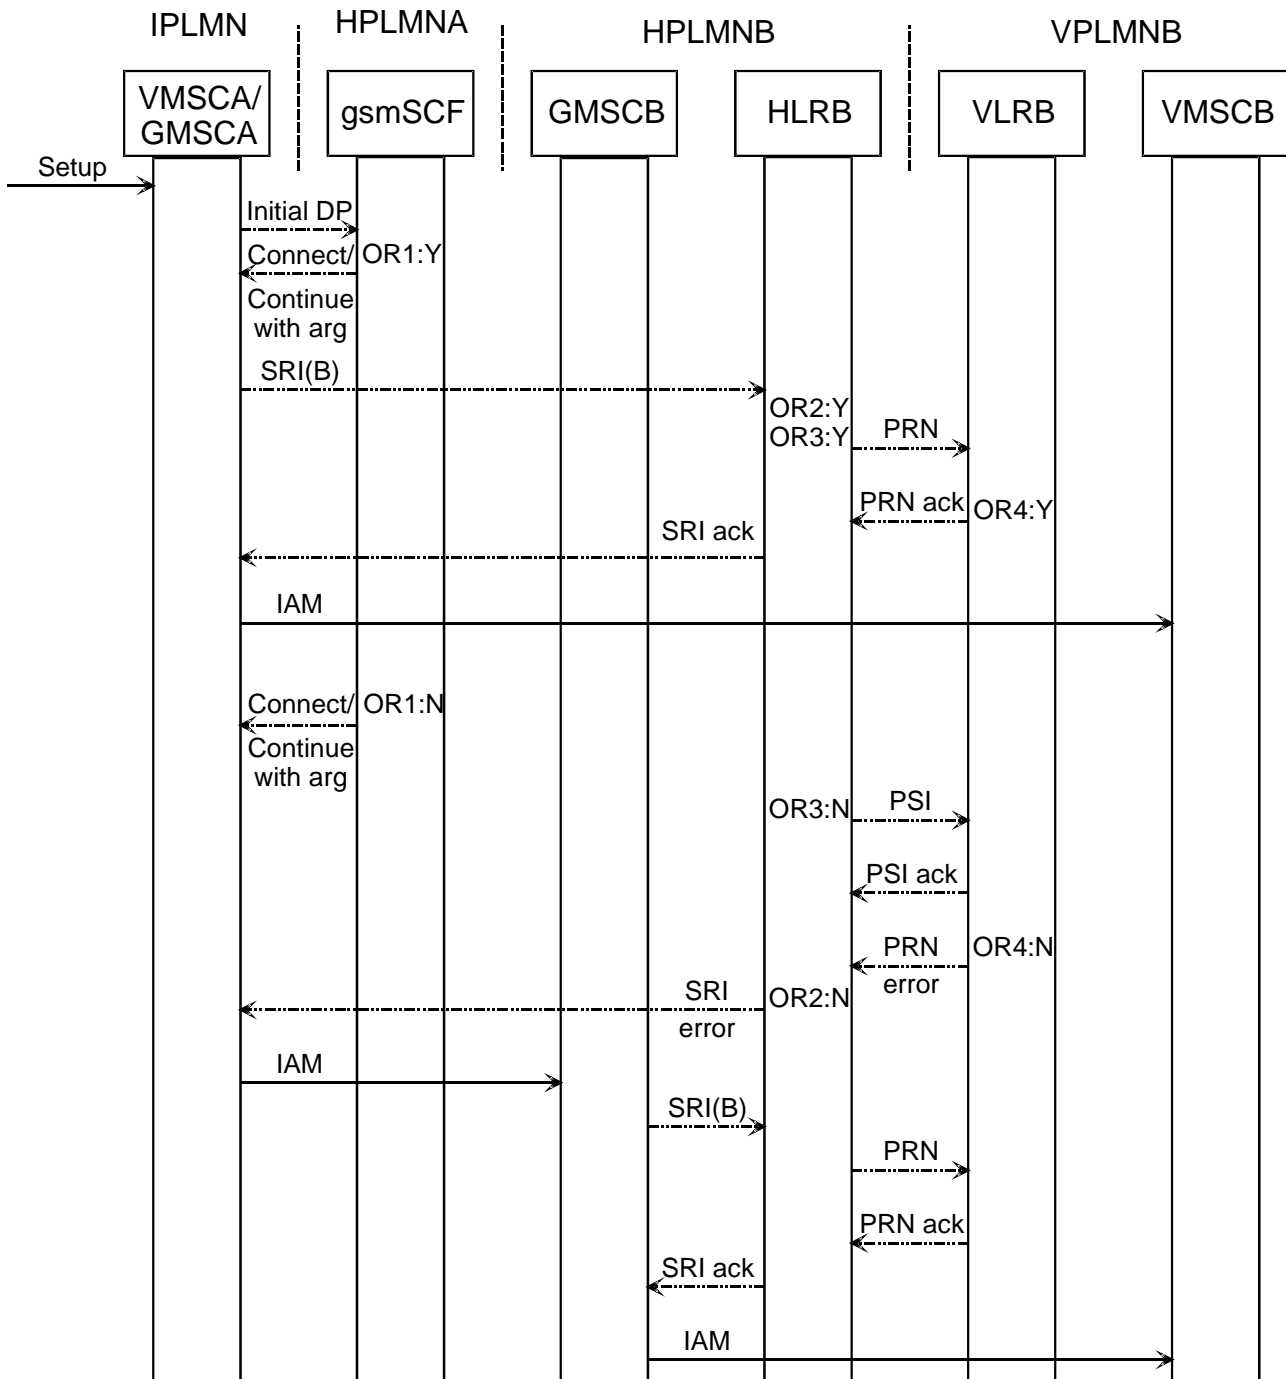 IPLMN
HPLMNA
HPLMNB
VPLMNB
VMSCA/
GMSCA
gsmSCF
GMSCB
HLRB
VLRB
VMSCB
Setup
Initial DP
Connect/
OR1:Y
Continue
with arg
SRI(B)
OR2:Y
OR3:Y
PRN
PRN ack
OR4:Y
SRI ack
IAM
Connect/
OR1:N
Continue
with arg
OR3:N
PSI
PSI ack
PRN
error
OR4:N
SRI
error
OR2:N
IAM
SRI(B)
PRN
PRN ack
SRI ack
IAM